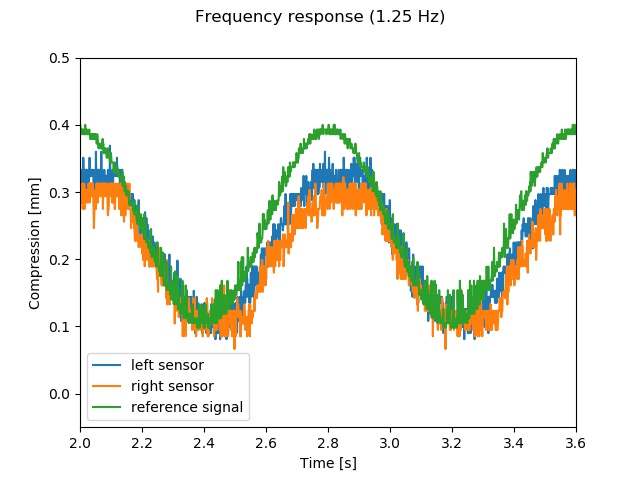 Frequency response (1.25 Hz)
Compression [mm]
0.5
0.4
0.3
0.2
0.1
0.0
left sensor
right sensor
reference signal
2.0 2.2 2.4 2.6 2.8 3.0 3.2 3.4 3.6
Time [s]